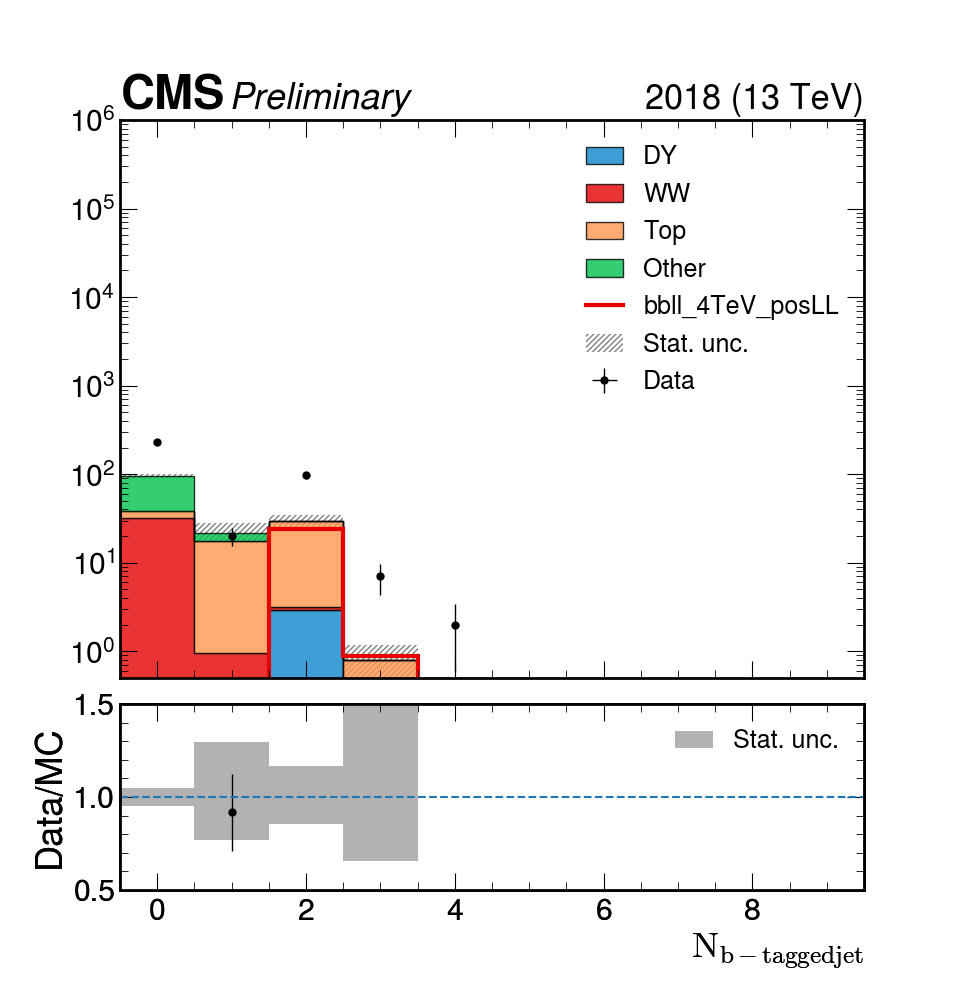 CMS Preliminary 2018 (13 TeV)
10^6
DY
WW
10^5
Top
Other
10^4
bbll_4TeV_posLL
Stat. unc.
10^3
Data
10^2
10^1
10^0
1.5
Stat. unc.
Data/MC
1.0
0.5
0 2 4 6 8
N_{b-taggedjet}